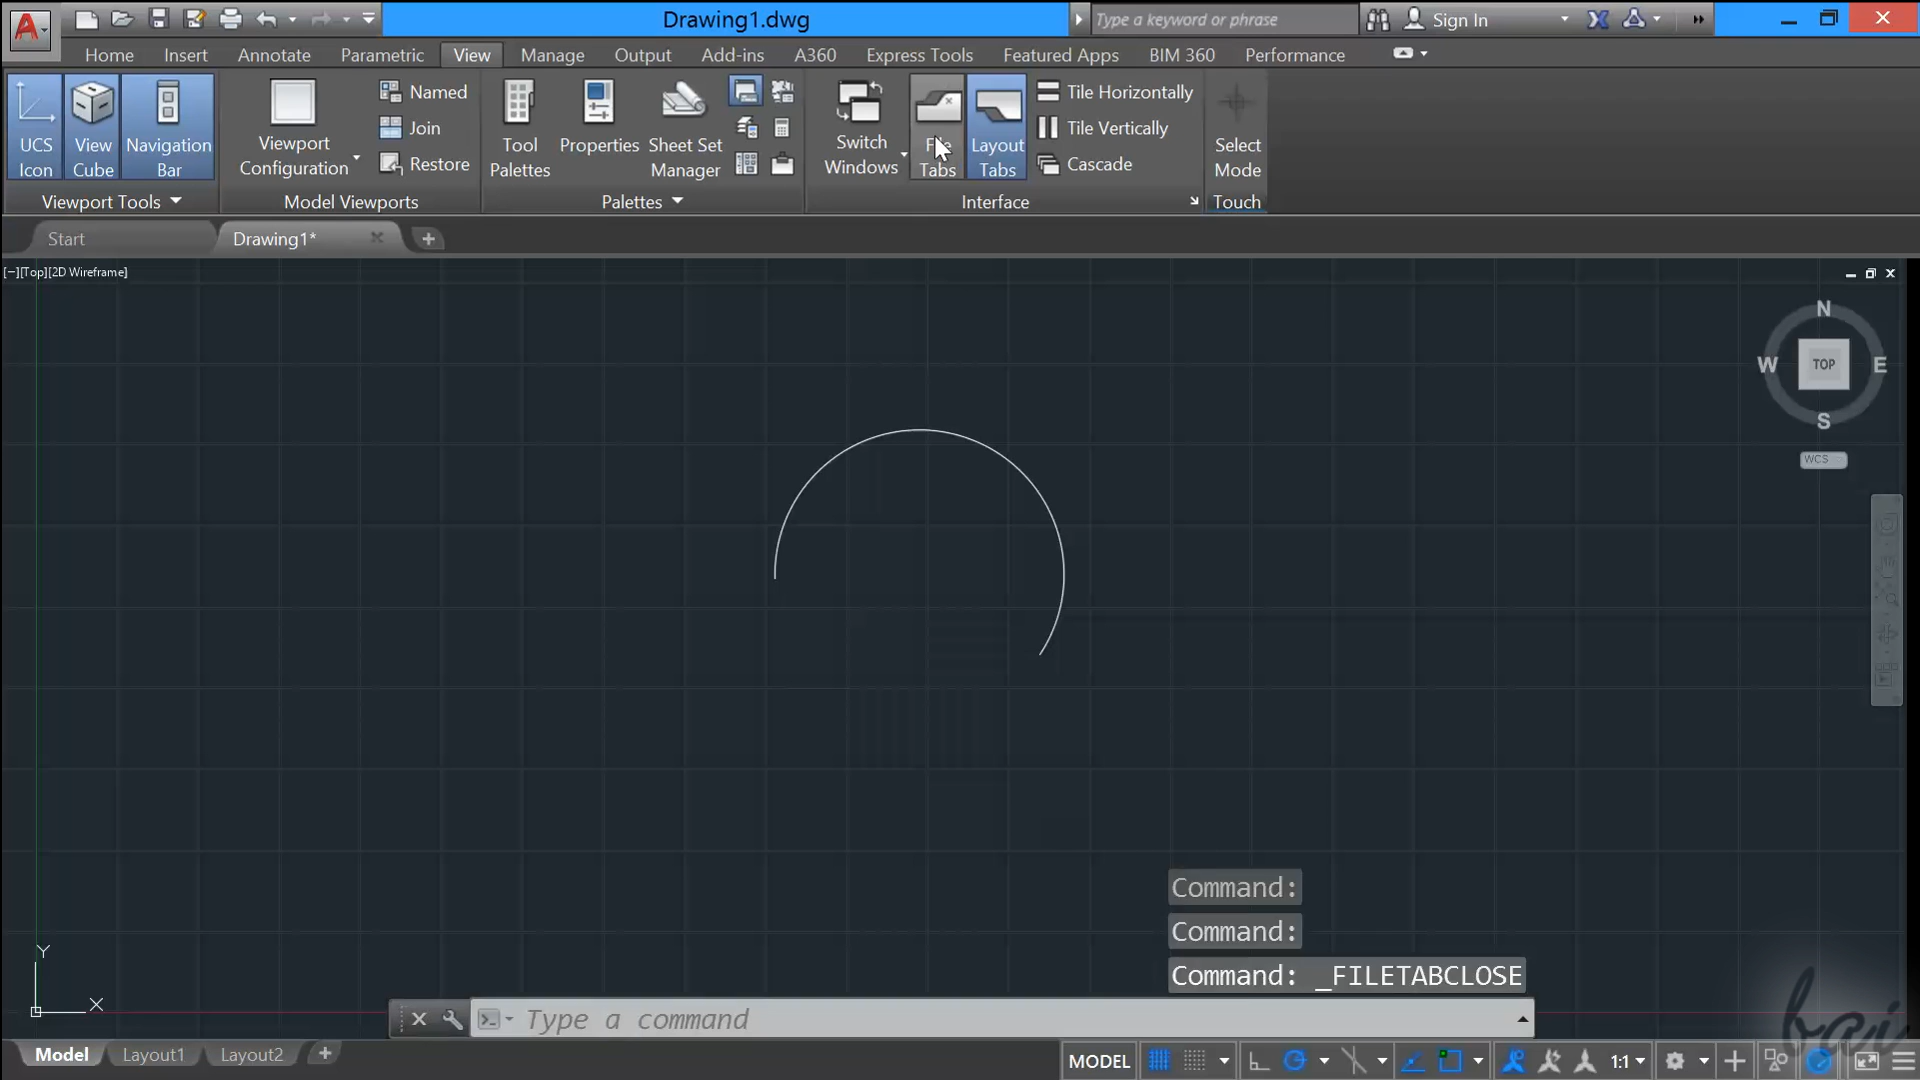 Drawing1.dwg
Type a keyword or phrase
Sign In
Home
Insert
Annotate
Parametric
View
Manage
Output
Add-ins
A360
Express Tools
Featured Apps
BIM 360
Performance
UCS
Icon
View
Cube
Navigation
Bar
Viewport
Configuration
Named
Join
Restore
Tool
Palettes
Properties
Sheet Set
Manager
Switch
Windows
Tabs
Layout
Tabs
Tile Horizontally
Tile Vertically
Cascade
Select
Mode
Viewport Tools
Model Viewports
Palettes
Interface
Touch
Start
Drawing1*
[−][Top][2D Wireframe]
N
W
TOP
E
S
WCS
Command:
Command:
Command: _FILETABCLOSE
Y
X
Type a command
Model
Layout1
Layout2
MODEL
1:1